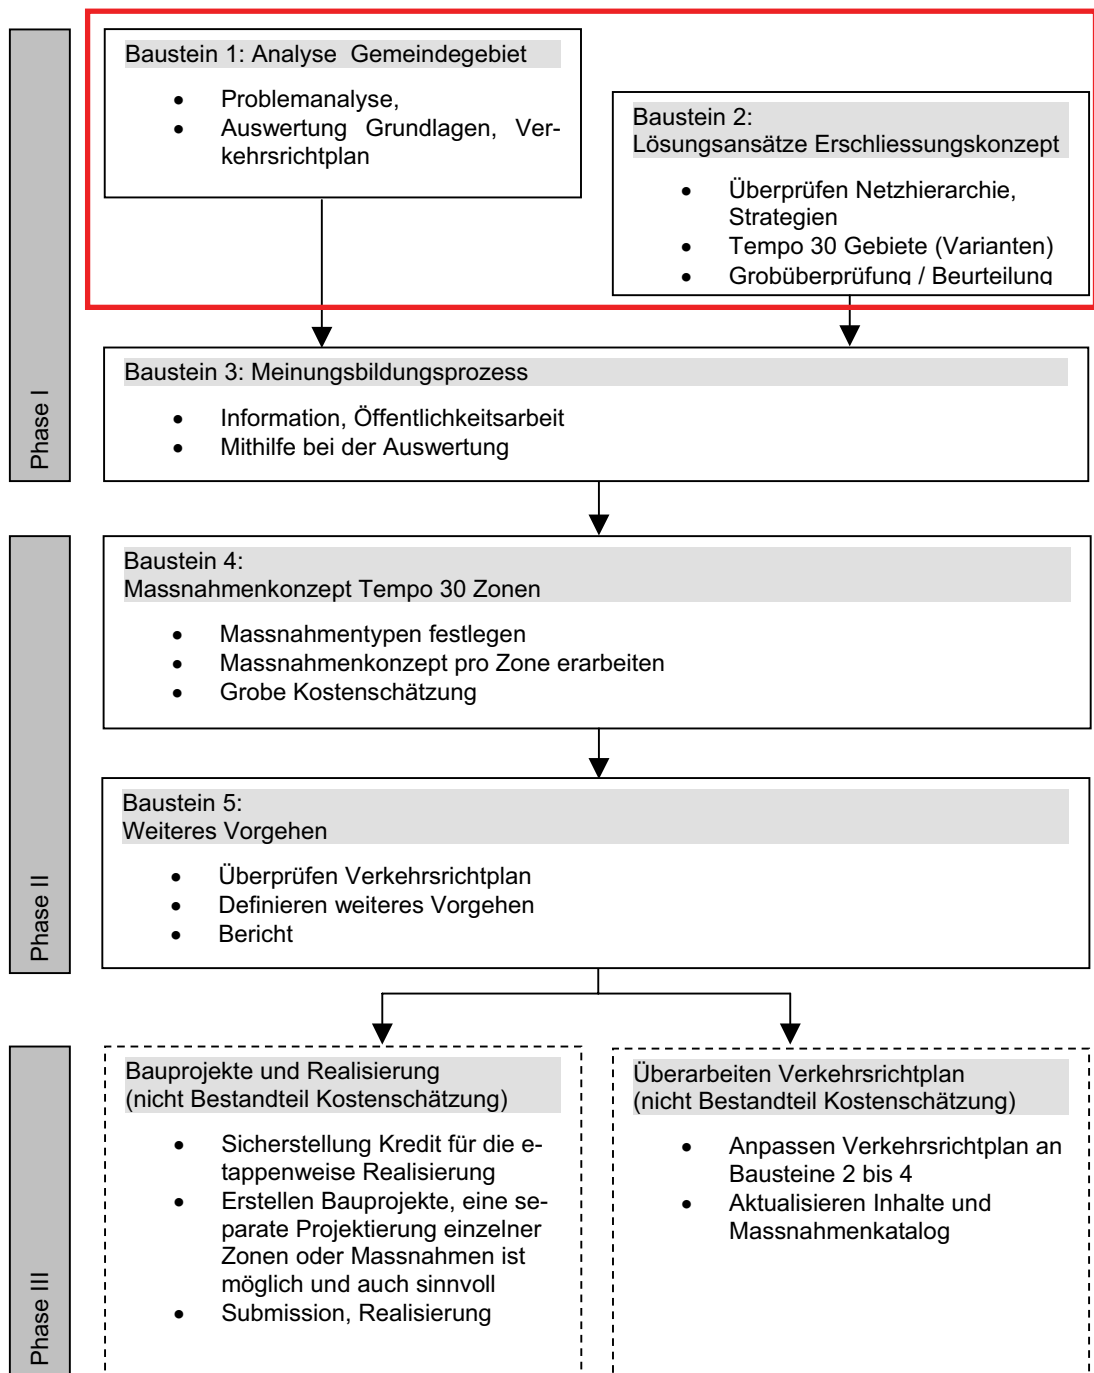 Phase I
Baustein 1: Analyse Gemeindegebiet
• Problemanalyse,
• Auswertung Grundlagen, Ver-
kehrsrichtplan
Baustein 2:
Lösungsansätze Erschliessungskonzept
• Überprüfen Netzhierarchie,
Strategien
• Tempo 30 Gebiete (Varianten)
• Grobüberprüfung / Beurteilung
Baustein 3: Meinungsbildungsprozess
• Information, Öffentlichkeitsarbeit
• Mithilfe bei der Auswertung
Phase II
Baustein 4:
Massnahmenkonzept Tempo 30 Zonen
• Massnahmentypen festlegen
• Massnahmenkonzept pro Zone erarbeiten
• Grobe Kostenschätzung
Baustein 5:
Weiteres Vorgehen
• Überprüfen Verkehrsrichtplan
• Definieren weiteres Vorgehen
• Bericht
Phase III
Bauprojekte und Realisierung
(nicht Bestandteil Kostenschätzung)
• Sicherstellung Kredit für die e-
tappenweise Realisierung
• Erstellen Bauprojekte, eine se-
parate Projektierung einzelner
Zonen oder Massnahmen ist
möglich und auch sinnvoll
• Submission, Realisierung
Überarbeiten Verkehrsrichtplan
(nicht Bestandteil Kostenschätzung)
• Anpassen Verkehrsrichtplan an
Bausteine 2 bis 4
• Aktualisieren Inhalte und
Massnahmenkatalog